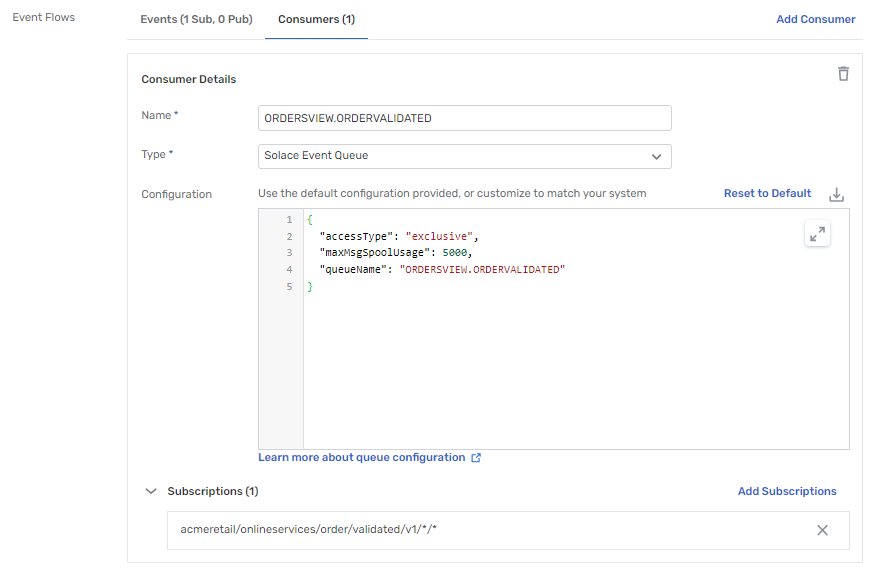 Event Flows
Events (1 Sub, 0 Pub)
Consumers (1)
Add Consumer
Consumer Details
Name *
ORDERSVIEW.ORDERVALIDATED
Type *
Solace Event Queue
Configuration
Use the default configuration provided, or customize to match your system
Reset to Default
1 {
2 "accessType": "exclusive",
3 "maxMsgSpoolUsage": 5000,
4 "queueName": "ORDERSVIEW.ORDERVALIDATED"
5 }
Learn more about queue configuration
Subscriptions (1)
Add Subscriptions
acmeretail/onlineservices/order/validated/v1/*/*